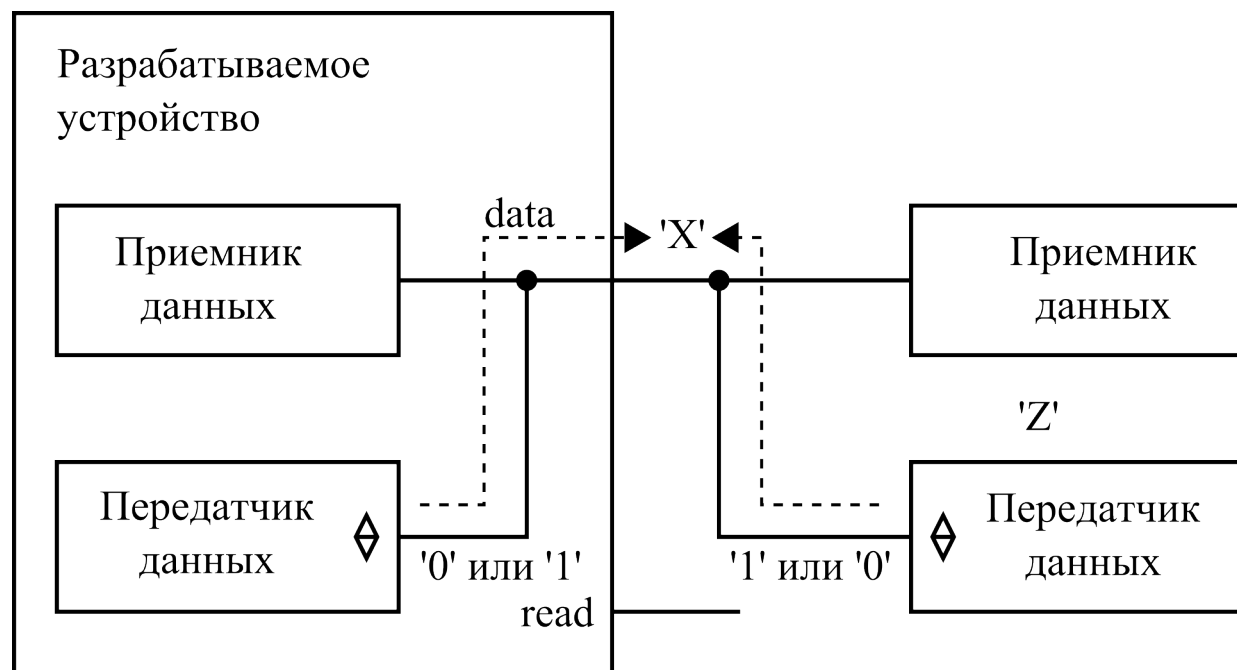 Разрабатываемое
устройство
data
'X'
Приемник
данных
Приемник
данных
'Z'
Передатчик
данных
'0' или '1'
'1' или '0'
Передатчик
данных
read